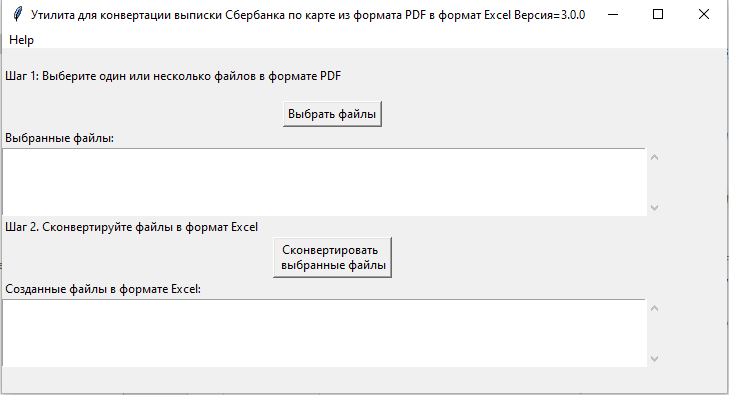 Утилита для конвертации выписки Сбербанка по карте из формата PDF в формат Excel Версия=3.0.0
Help
Шаг 1: Выберите один или несколько файлов в формате PDF
Выбрать файлы
Выбранные файлы:
Шаг 2. Сконвертируйте файлы в формат Excel
Сконвертировать
выбранные файлы
Созданные файлы в формате Excel: